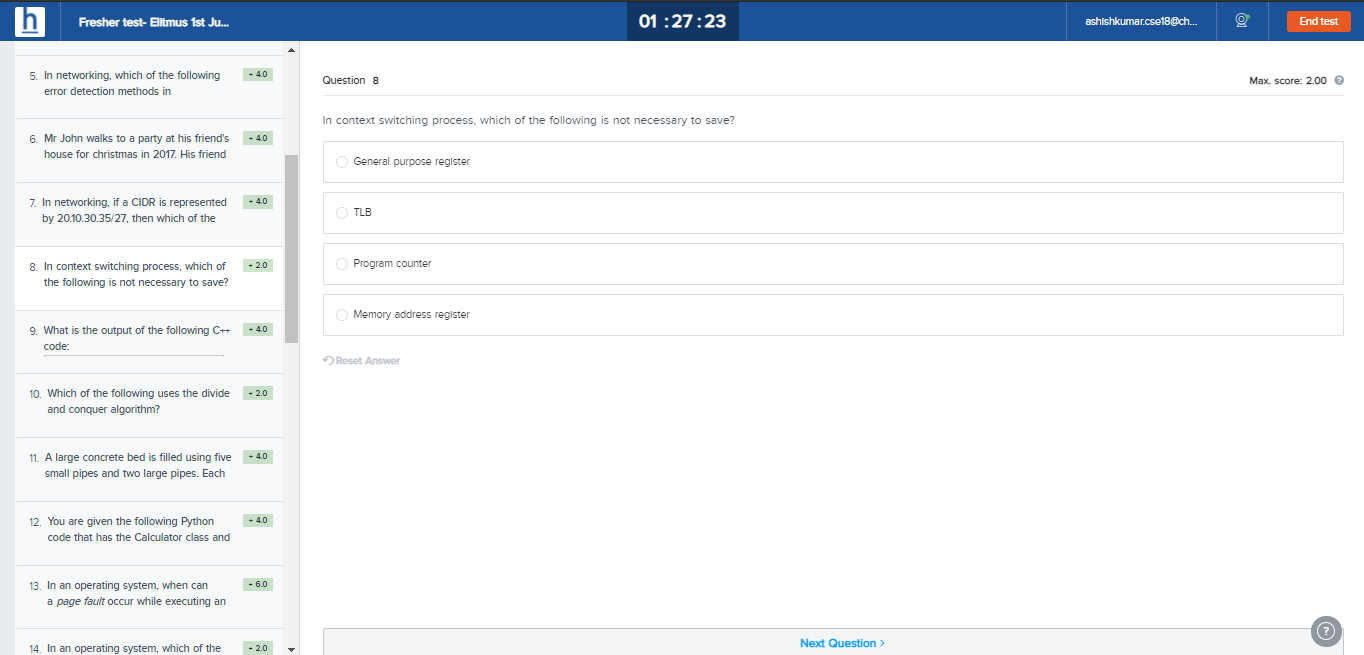 h
Fresher test- Elitmus 1st Ju...
01 : 27 : 23
ashishkumar.cse18@ch...
End test
5. In networking, which of the following
error detection methods in
+ 4.0
6. Mr John walks to a party at his friend's
house for christmas in 2017. His friend
+ 4.0
7. In networking, if a CIDR is represented
by 20.10.30.35/27, then which of the
+ 4.0
8. In context switching process, which of
the following is not necessary to save?
+ 2.0
9. What is the output of the following C++
code:
+ 4.0
10. Which of the following uses the divide
and conquer algorithm?
+ 2.0
11. A large concrete bed is filled using five
small pipes and two large pipes. Each
+ 4.0
12. You are given the following Python
code that has the Calculator class and
+ 4.0
13. In an operating system, when can
a page fault occur while executing an
+ 6.0
14. In an operating system, which of the
+ 2.0
Question 8
Max. score: 2.00 ?
In context switching process, which of the following is not necessary to save?
General purpose register
TLB
Program counter
Memory address register
Reset Answer
Next Question >
?